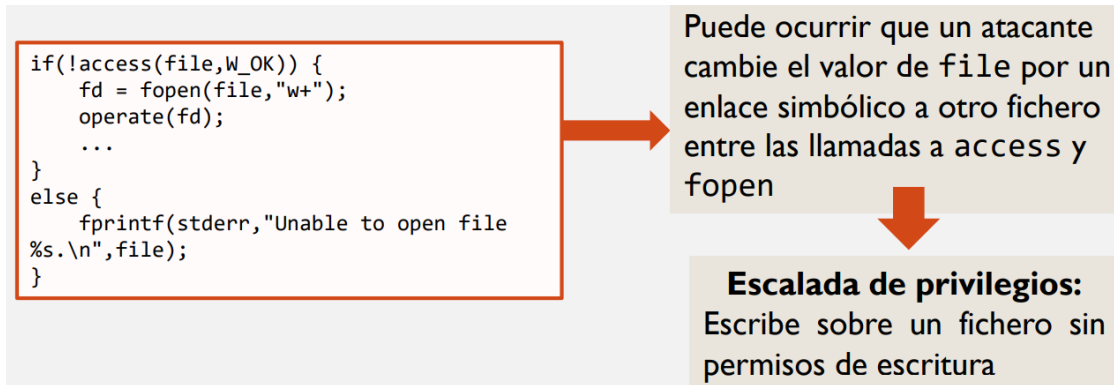 if(!access(file,W_OK)) {
    fd = fopen(file,"w+");
    operate(fd);
    ...
}
else {
    fprintf(stderr,"Unable to open file
%s.\n",file);
}
Puede ocurrir que un atacante
cambie el valor de file por un
enlace simbólico a otro fichero
entre las llamadas a access y
fopen
Escalada de privilegios:
Escribe sobre un fichero sin
permisos de escritura